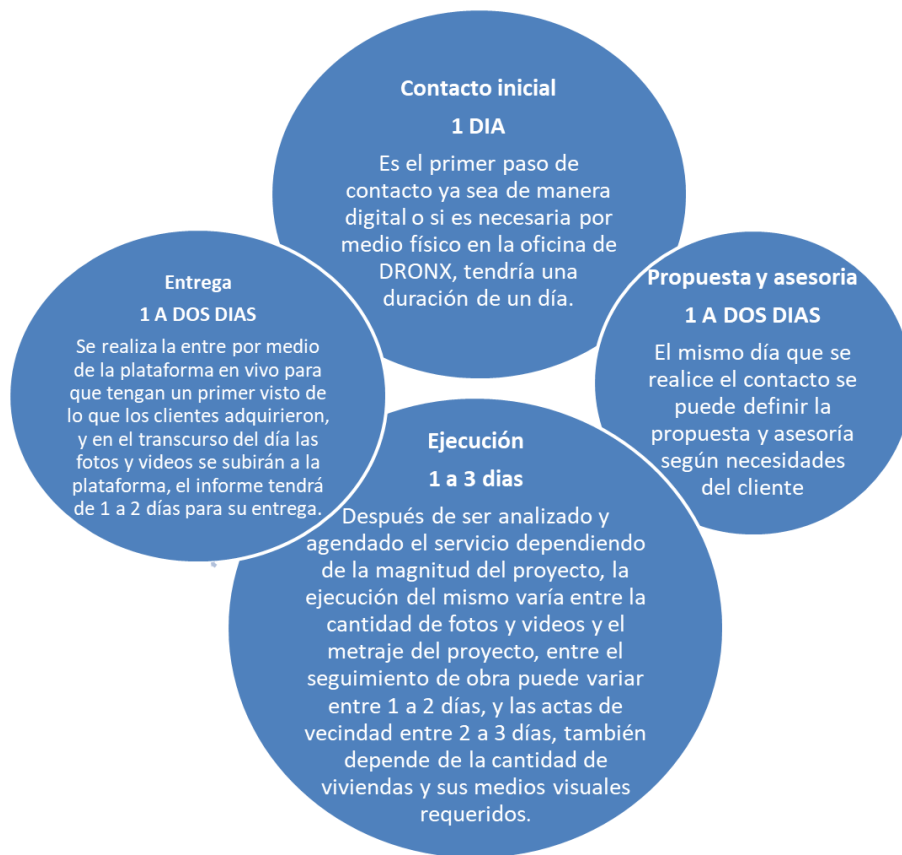 Contacto inicial
1 DIA
Es el primer paso de
contacto ya sea de manera
digital o si es necesaria por
medio físico en la oficina de
DRONX, tendría una
duración de un día.
Propuesta y asesoria
1 A DOS DIAS
El mismo día que se
realice el contacto se
puede definir la
propuesta y asesoría
según necesidades
del cliente
Ejecución
1 a 3 dias
Después de ser analizado y
agendado el servicio dependiendo
de la magnitud del proyecto, la
ejecución del mismo varía entre la
cantidad de fotos y videos y el
metraje del proyecto, entre el
seguimiento de obra puede variar
entre 1 a 2 días, y las actas de
vecindad entre 2 a 3 días, también
depende de la cantidad de
viviendas y sus medios visuales
requeridos.
Entrega
1 A DOS DIAS
Se realiza la entre por medio
de la plataforma en vivo para
que tengan un primer visto de
lo que los clientes adquirieron,
y en el transcurso del día las
fotos y videos se subirán a la
plataforma, el informe tendrá
de 1 a 2 días para su entrega.